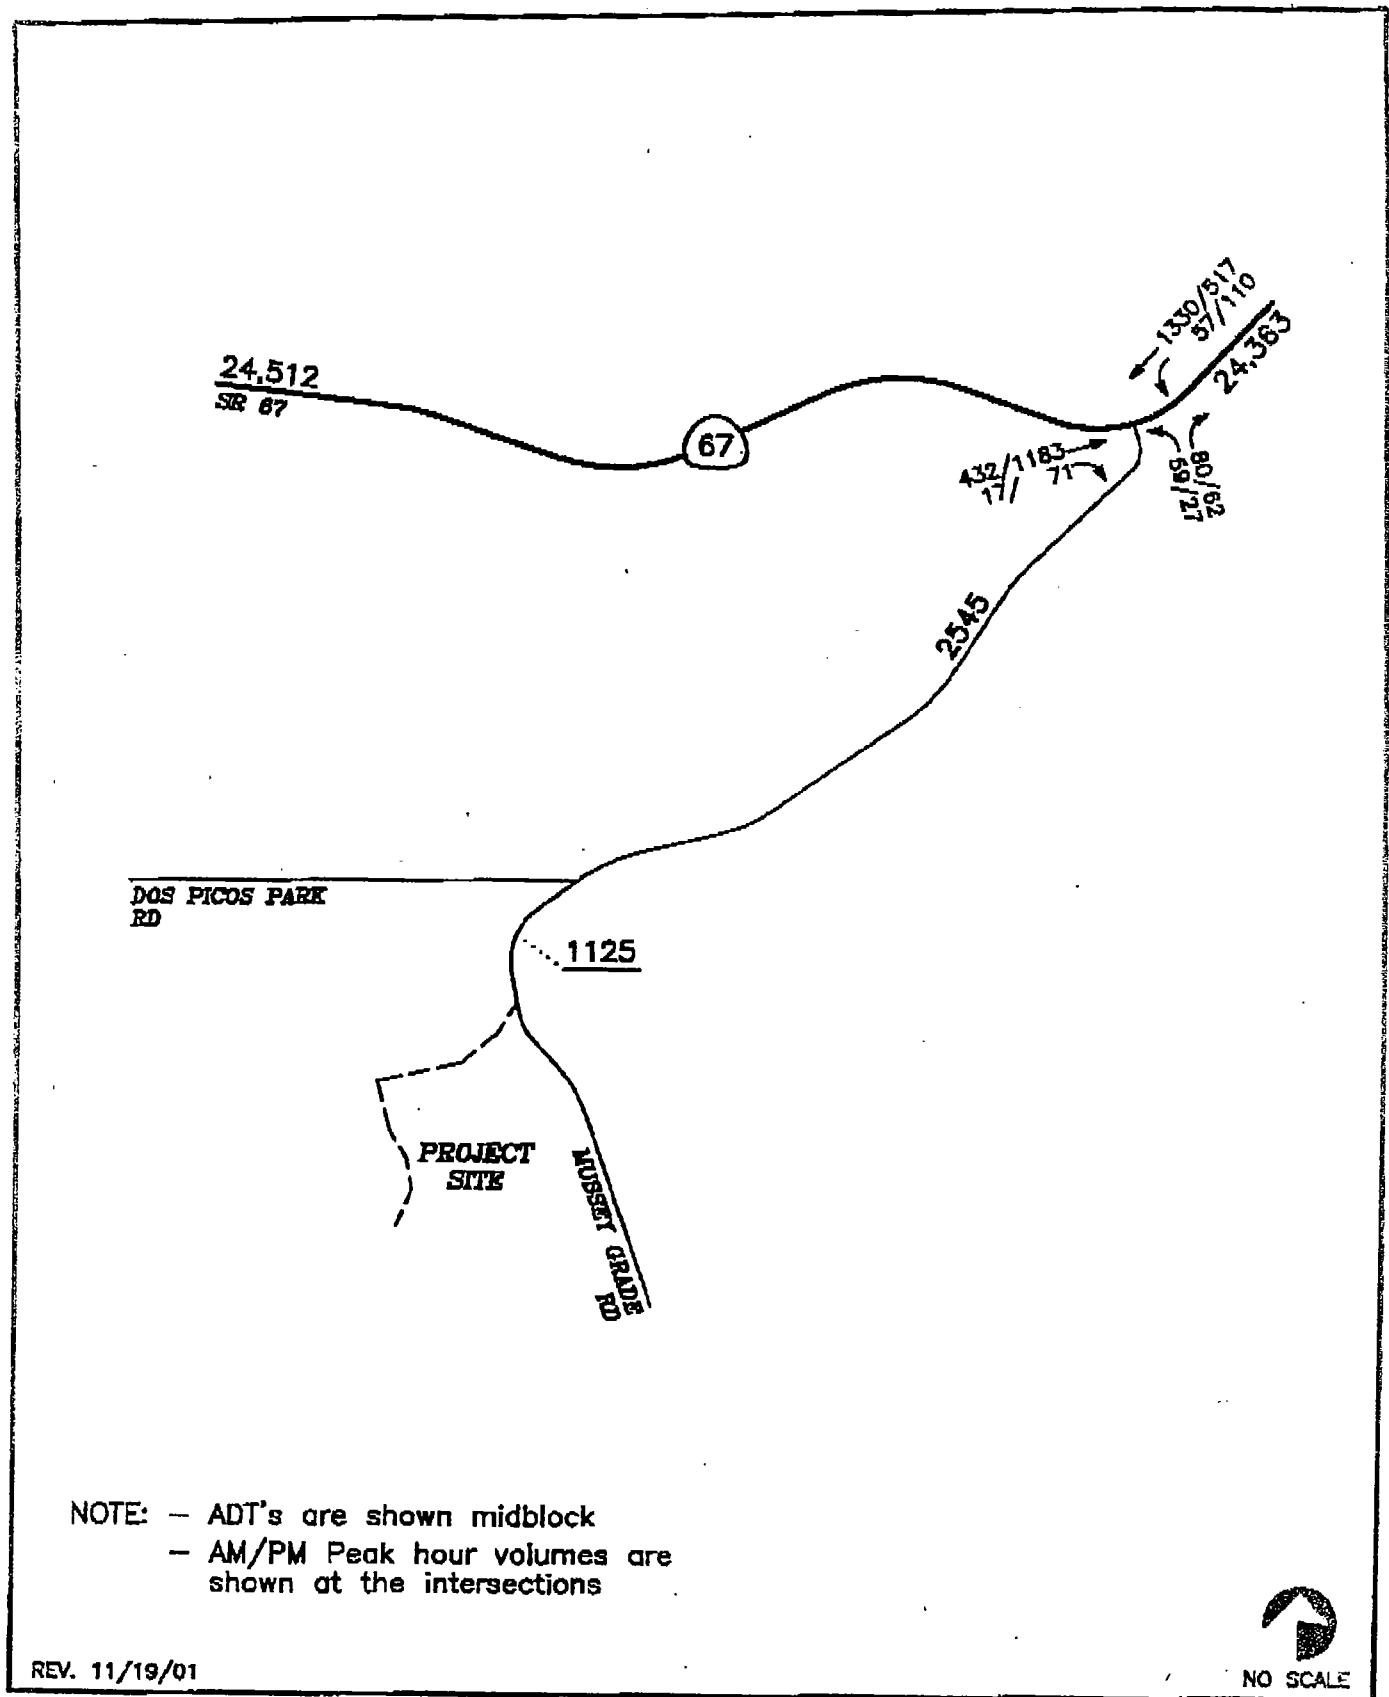 1330/517
57/110
24,363
24,512
SR 67
67
432/1183
17/ 71
80/62
59/27
2545
DOS PICOS PARK
RD
1125
PROJECT
SITE
MUSSEY GRADE
RD
NOTE: – ADT's are shown midblock
– AM/PM Peak hour volumes are
shown at the intersections
REV. 11/19/01
NO SCALE